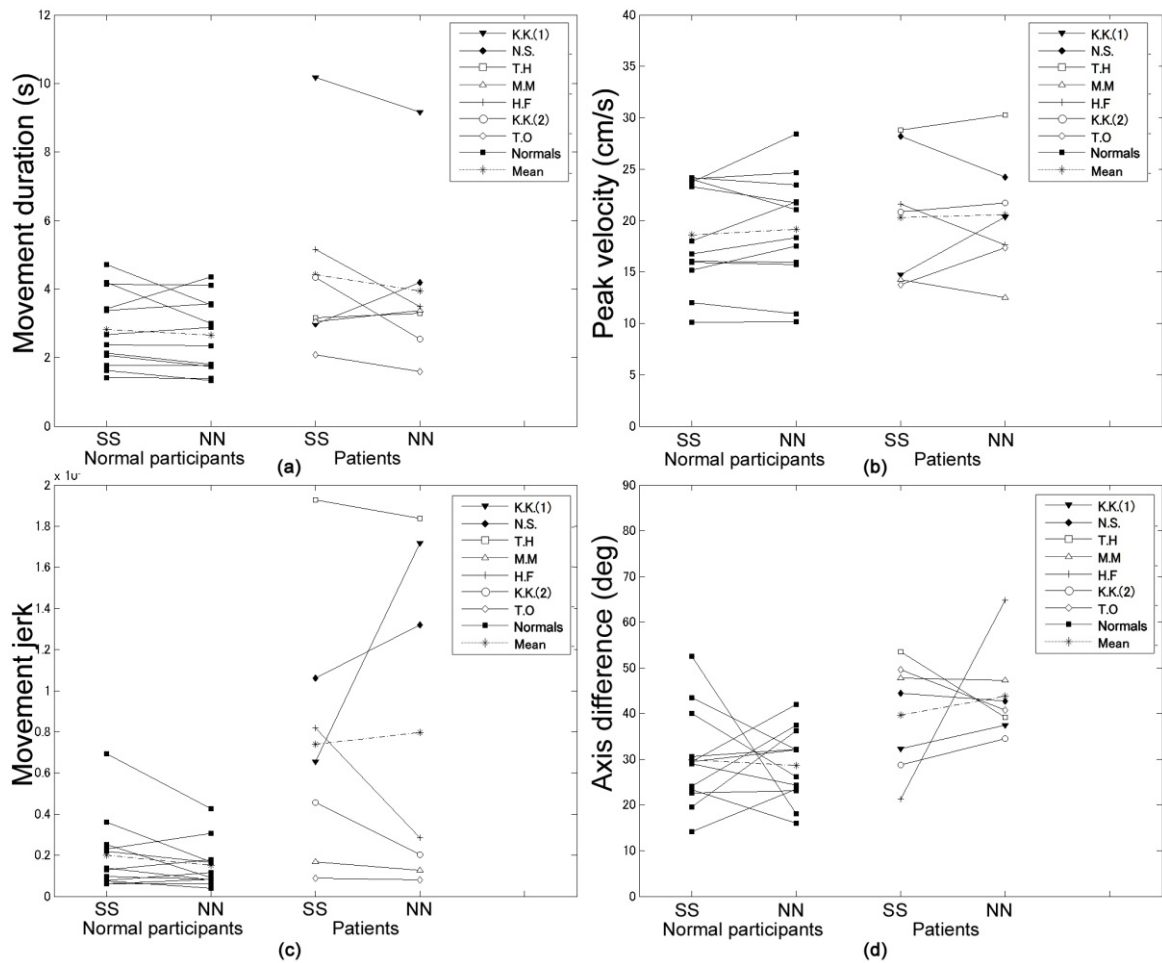 12
10
8
6
4
2
0
Movement duration (s)
K.K.(1)
N.S.
T.H
M.M
H.F
K.K.(2)
T.O
Normals
Mean
SS NN SS NN
Normal participants Patients
(a)
40
35
30
25
20
15
10
5
0
Peak velocity (cm/s)
K.K.(1)
N.S.
T.H
M.M
H.F
K.K.(2)
T.O
Normals
Mean
SS NN SS NN
Normal participants Patients
(b)
x 10
2
1.8
1.6
1.4
1.2
1
0.8
0.6
0.4
0.2
0
Movement jerk
K.K.(1)
N.S.
T.H
M.M
H.F
K.K.(2)
T.O
Normals
Mean
SS NN SS NN
Normal participants Patients
(c)
90
80
70
60
50
40
30
20
10
0
Axis difference (deg)
K.K.(1)
N.S.
T.H
M.M
H.F
K.K.(2)
T.O
Normals
Mean
SS NN SS NN
Normal participants Patients
(d)